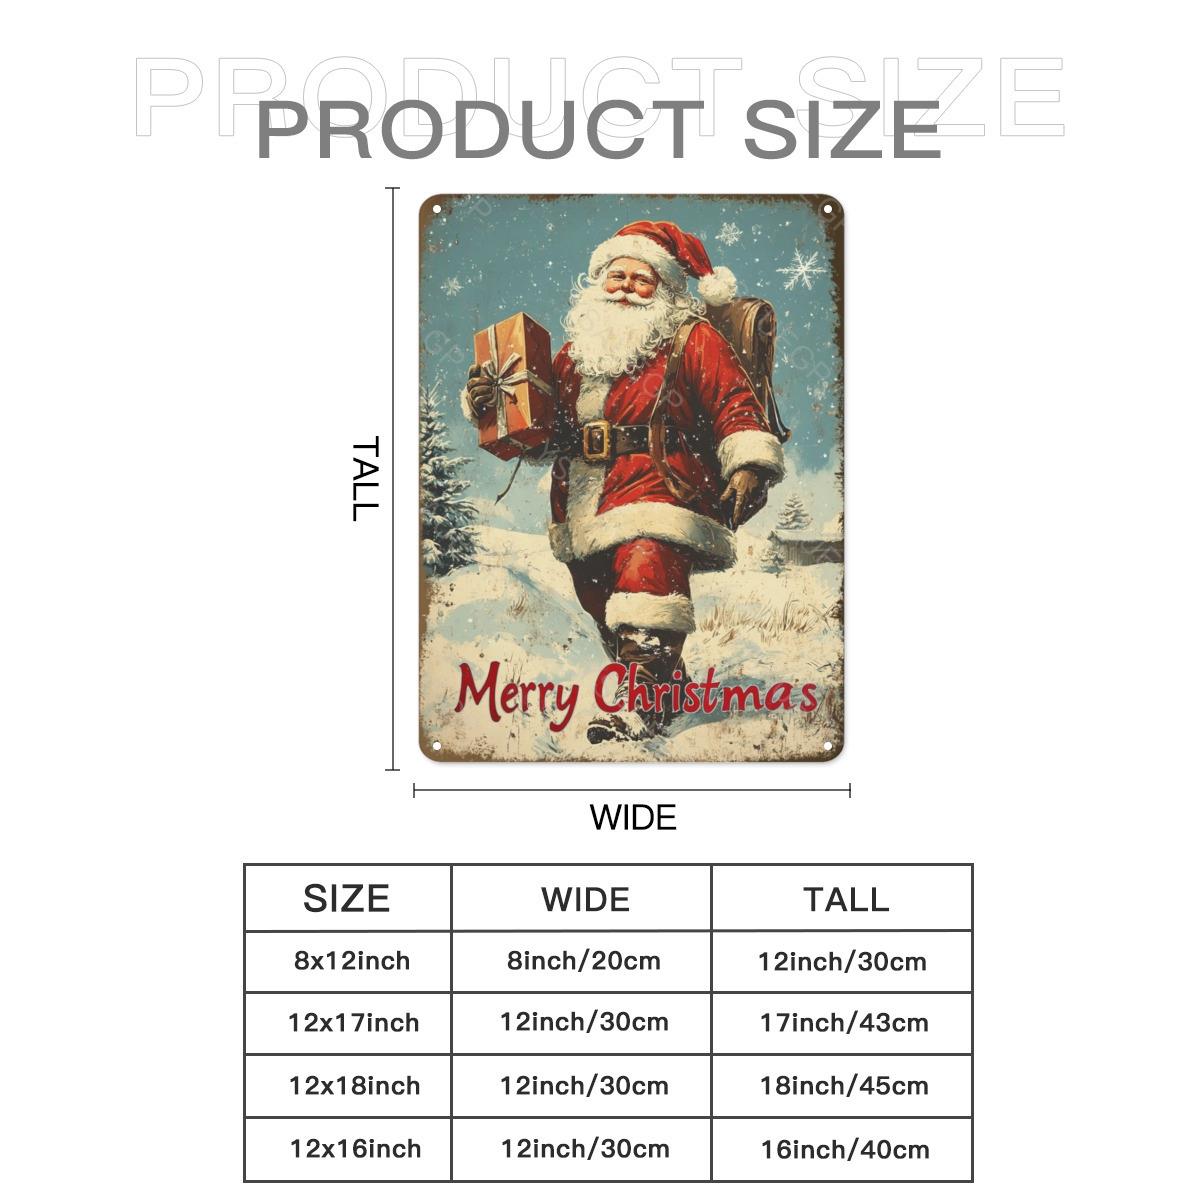 PRODUCT SIZE
PRODUCT SIZE
TALL
Merry Christmas
WIDE
SIZE WIDE TALL
8x12inch 8inch/20cm 12inch/30cm
12x17inch 12inch/30cm 17inch/43cm
12x18inch 12inch/30cm 18inch/45cm
12x16inch 12inch/30cm 16inch/40cm